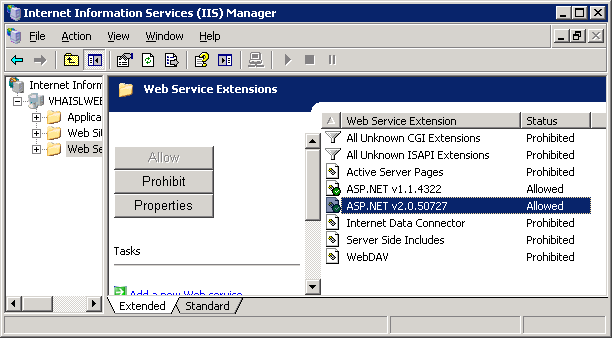 Internet Information Services (IIS) Manager
File Action View Window Help
Internet Inform
VHAISLWEB
Applica
Web Sit
Web Se
Web Service Extensions
Allow
Prohibit
Properties
Tasks
Add a new Web service
Web Service Extension Status
All Unknown CGI Extensions Prohibited
All Unknown ISAPI Extensions Prohibited
Active Server Pages Prohibited
ASP.NET v1.1.4322 Allowed
ASP.NET v2.0.50727 Allowed
Internet Data Connector Prohibited
Server Side Includes Prohibited
WebDAV Prohibited
Extended Standard